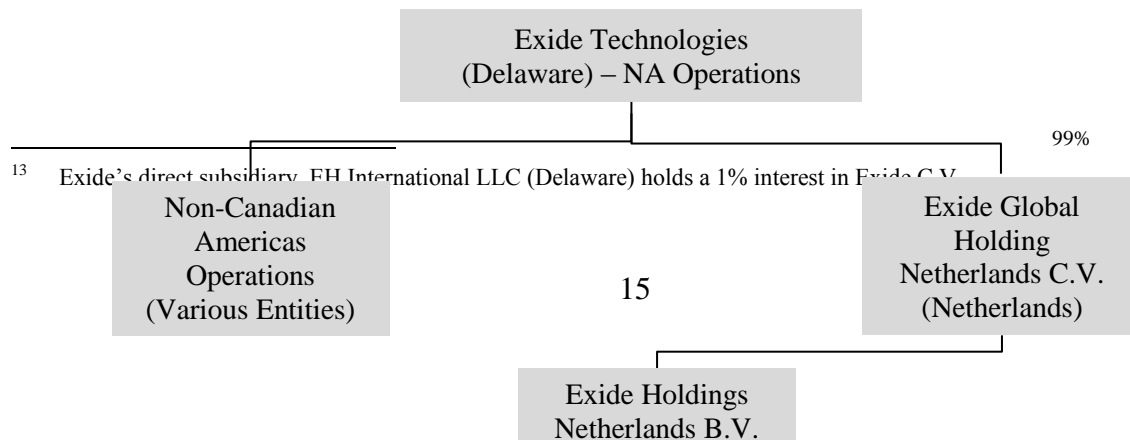 Exide Technologies
(Delaware) – NA Operations
99%
13 Exide's direct subsidiary, EH International LLC (Delaware) holds a 1% interest in Exide C.V.
Non-Canadian
Americas
Operations
(Various Entities)
Exide Global
Holding
Netherlands C.V.
(Netherlands)
15
Exide Holdings
Netherlands B.V.